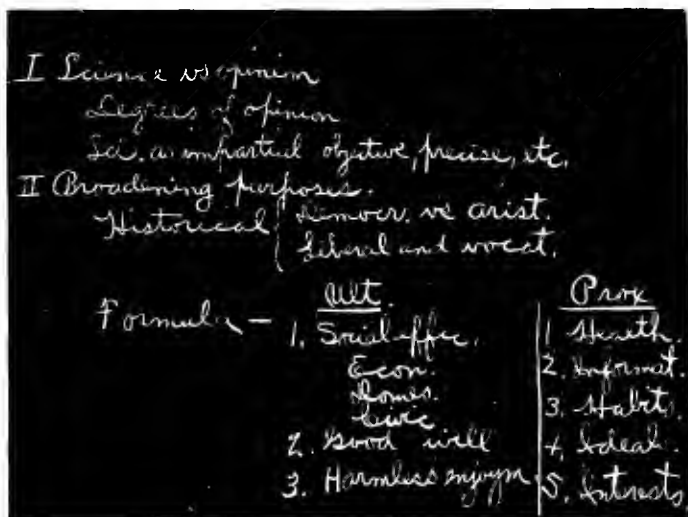 I Science vs opinion
Degrees of opinion
Sci. as impartial objective, precise, etc.
II Broadening purposes.
Historical { Democr. vs arist.
Liberal and vocat.
Formula — Ult.
1. Social effic.
Econ.
Domes.
Civic
2. Good will
3. Harmless enjoym.
Prox
1 Health.
2. Informat.
3. Habits.
4. Ideals.
5. Interests